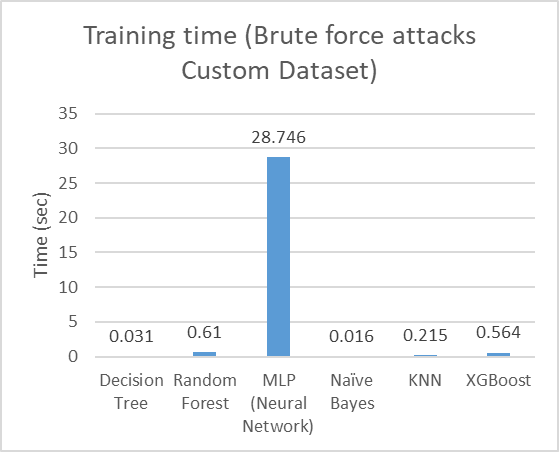 Training time (Brute force attacks
Custom Dataset)
35
30
25
20
15
10
5
0
Time (sec)
0.031
0.61
28.746
0.016
0.215
0.564
Decision
Tree
Random
Forest
MLP
(Neural
Network)
Naïve
Bayes
KNN
XGBoost